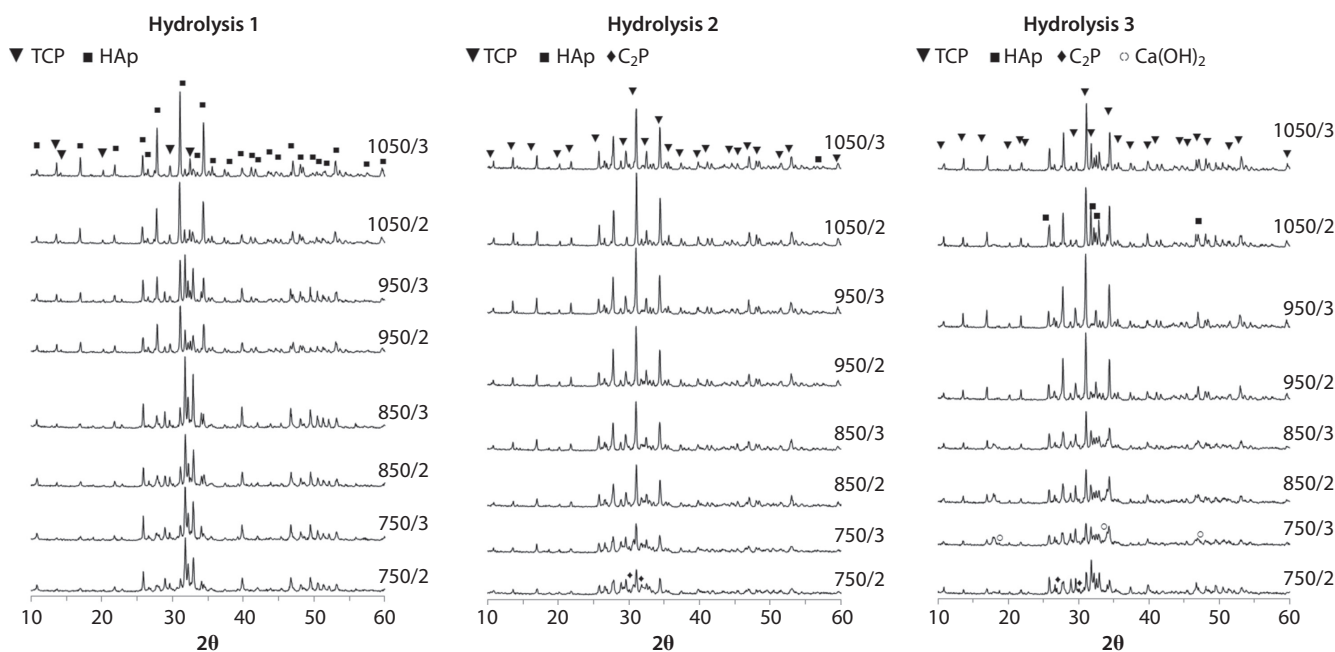 Hydrolysis 1
▼ TCP ■ HAp
1050/3
1050/2
950/3
950/2
850/3
850/2
750/3
750/2
10 20 30 40 50 60
2θ
Hydrolysis 2
▼ TCP ■ HAp ♦ C₂P
1050/3
1050/2
950/3
950/2
850/3
850/2
750/3
750/2
10 20 30 40 50 60
2θ
Hydrolysis 3
▼ TCP ■ HAp ♦ C₂P ○ Ca(OH)₂
1050/3
1050/2
950/3
950/2
850/3
850/2
750/3
750/2
10 20 30 40 50 60
2θ